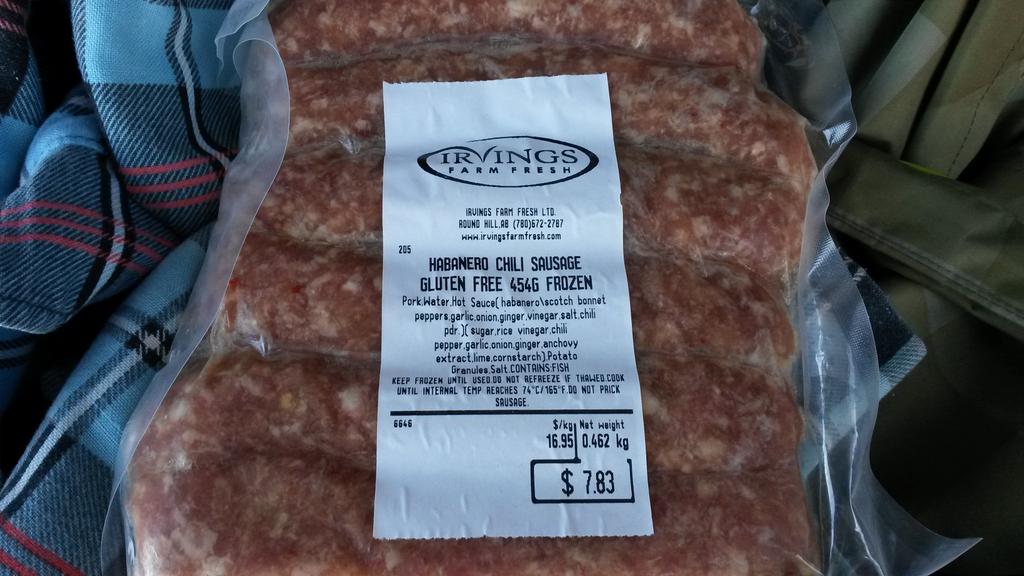 IRVINGS
FARM FRESH
IRVINGS FARM FRESH LTD.
ROUND HILL,AB (780)672-2787
www.irvingsfarmfresh.com
205
HABANERO CHILI SAUSAGE
GLUTEN FREE 454G FROZEN
Pork,Water,Hot Sauce(habanero\scotch bonnet
peppers,garlic,onion,ginger,vinegar,salt,chili
pdr.)(sugar,rice vinegar,chili
pepper,garlic,onion,ginger,anchovy
extract,lime,cornstarch),Potato
Granules,Salt.CONTAINS:FISH
KEEP FROZEN UNTIL USED.DO NOT REFREEZE IF THAWED.COOK
UNTIL INTERNAL TEMP REACHES 74°C/165°F.DO NOT PRICK
SAUSAGE.
6646 $/kg Net weight
16.95 0.462 kg
$ 7.83